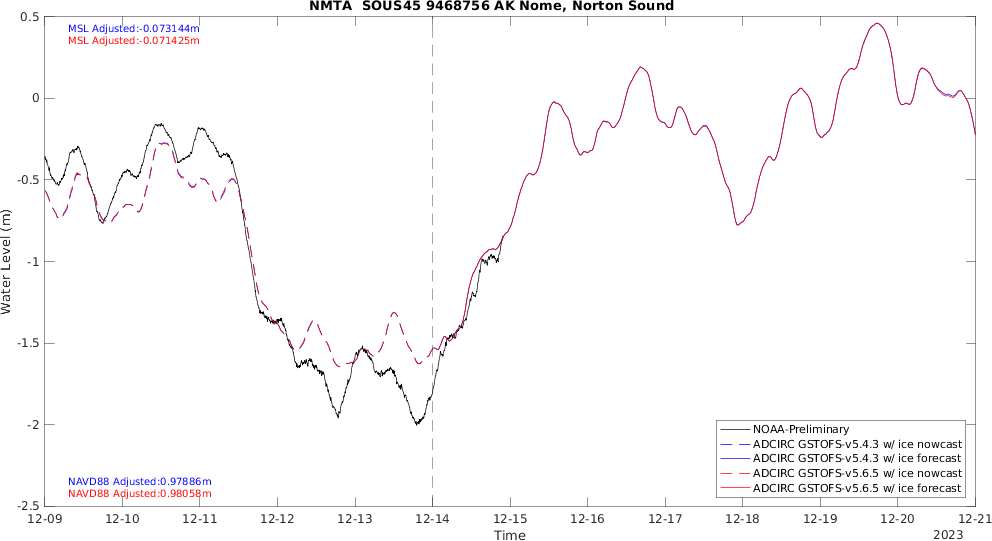 NMTA SOUS45 9468756 AK Nome, Norton Sound
MSL Adjusted:-0.073144m
MSL Adjusted:-0.071425m
0.5
0
-0.5
-1
-1.5
-2
-2.5
Water Level (m)
NAVD88 Adjusted:0.97886m
NAVD88 Adjusted:0.98058m
NOAA-Preliminary
ADCIRC GSTOFS-v5.4.3 w/ ice nowcast
ADCIRC GSTOFS-v5.4.3 w/ ice forecast
ADCIRC GSTOFS-v5.6.5 w/ ice nowcast
ADCIRC GSTOFS-v5.6.5 w/ ice forecast
12-09 12-10 12-11 12-12 12-13 12-14 12-15 12-16 12-17 12-18 12-19 12-20 12-21
Time
2023